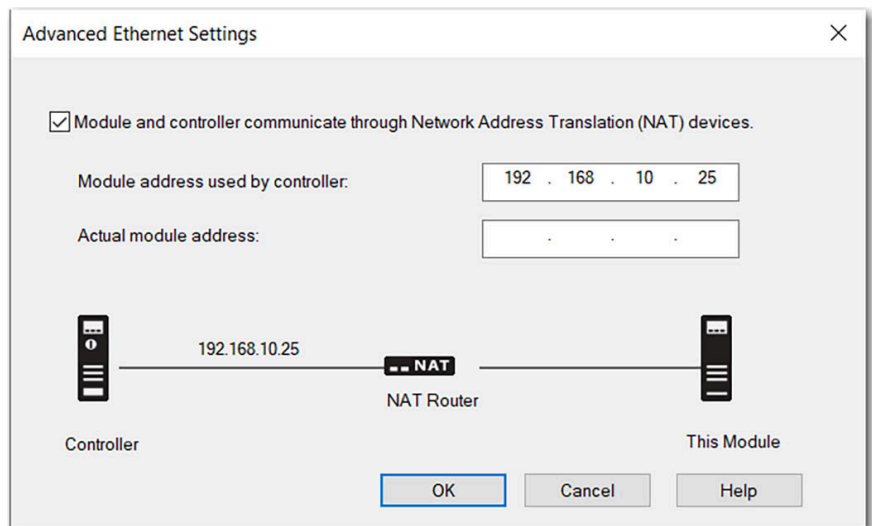 Advanced Ethernet Settings
Module and controller communicate through Network Address Translation (NAT) devices.
Module address used by controller: 192 . 168 . 10 . 25
Actual module address: . . .
192.168.10.25
NAT
NAT Router
Controller
This Module
OK Cancel Help